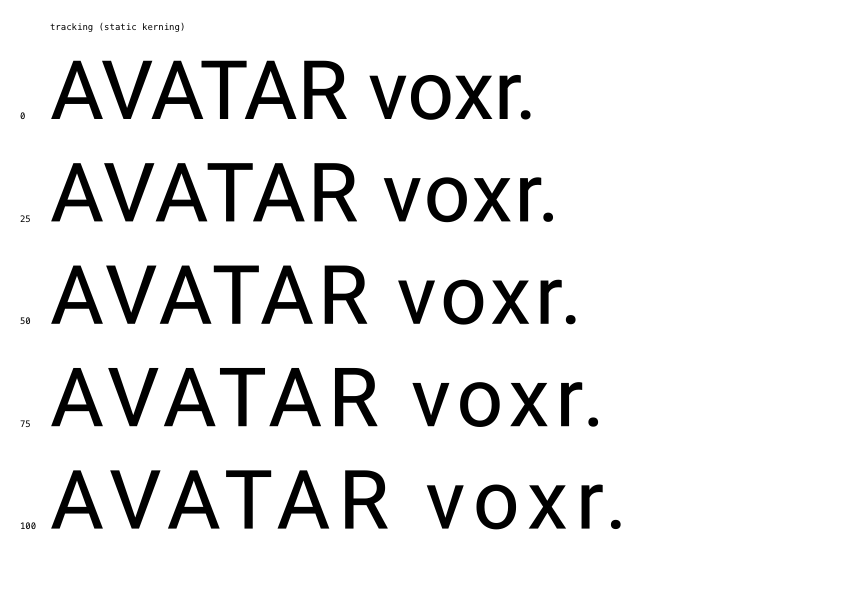 tracking (static kerning)
0 AVATAR voxr.
25 AVATAR voxr.
50 AVATAR voxr.
75 AVATAR voxr.
100 AVATAR voxr.